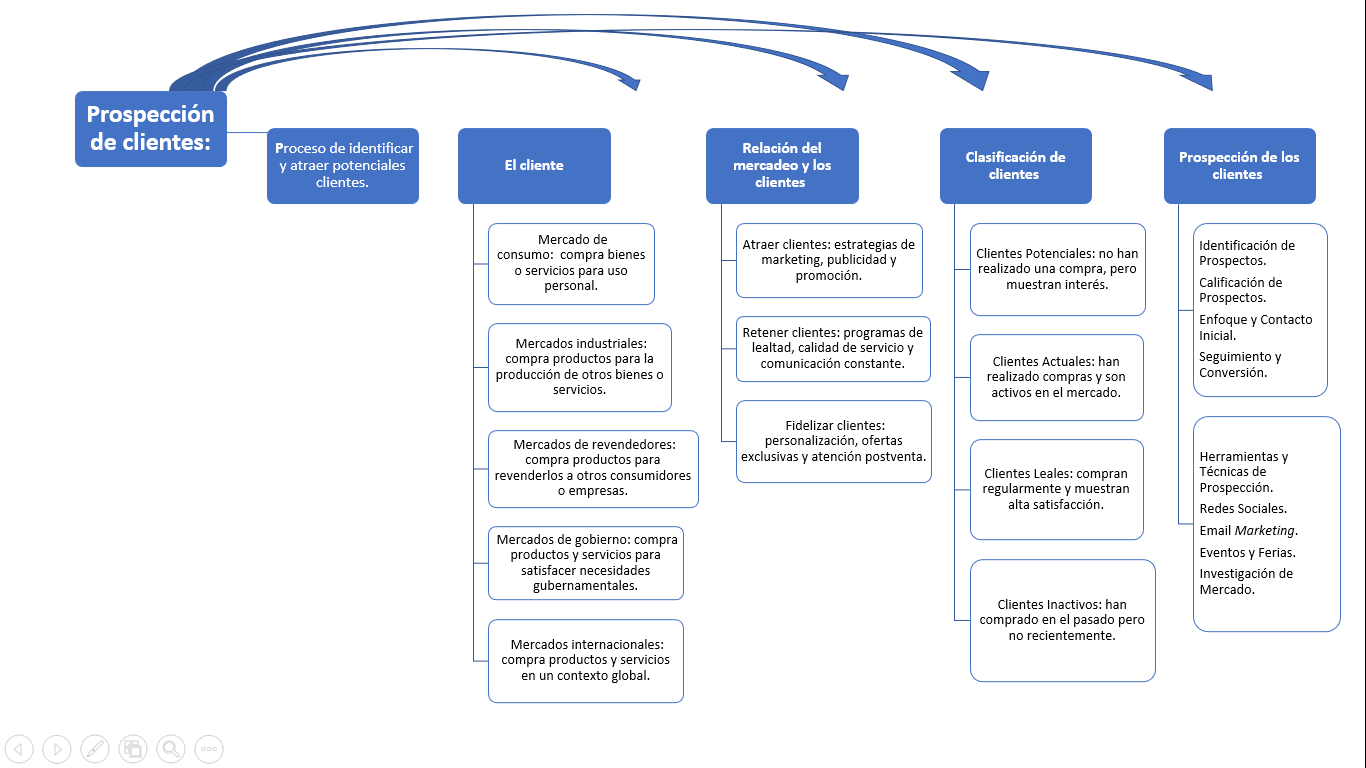 Prospección
de clientes:
Proceso de identificar
y atraer potenciales
clientes.
El cliente
Mercado de
consumo:  compra bienes
o servicios para uso
personal.
Mercados industriales:
compra productos para la
producción de otros bienes o
servicios.
Mercados de revendedores:
compra productos para
revenderlos a otros consumidores
o empresas.
Mercados de gobierno: compra
productos y servicios para
satisfacer necesidades
gubernamentales.
Mercados internacionales:
compra productos y servicios
en un contexto global.
Relación del
mercadeo y los
clientes
Atraer clientes: estrategias de
marketing, publicidad y
promoción.
Retener clientes: programas de
lealtad, calidad de servicio y
comunicación constante.
Fidelizar clientes:
personalización, ofertas
exclusivas y atención postventa.
Clasificación de
clientes
Clientes Potenciales: no han
realizado una compra, pero
muestran interés.
Clientes Actuales: han
realizado compras y son
activos en el mercado.
Clientes Leales: compran
regularmente y muestran
alta satisfacción.
Clientes Inactivos: han
comprado en el pasado pero
no recientemente.
Prospección de los
clientes
Identificación de
Prospectos.
Calificación de
Prospectos.
Enfoque y Contacto
Inicial.
Seguimiento y
Conversión.
Herramientas y
Técnicas de
Prospección.
Redes Sociales.
Email Marketing.
Eventos y Ferias.
Investigación de
Mercado.